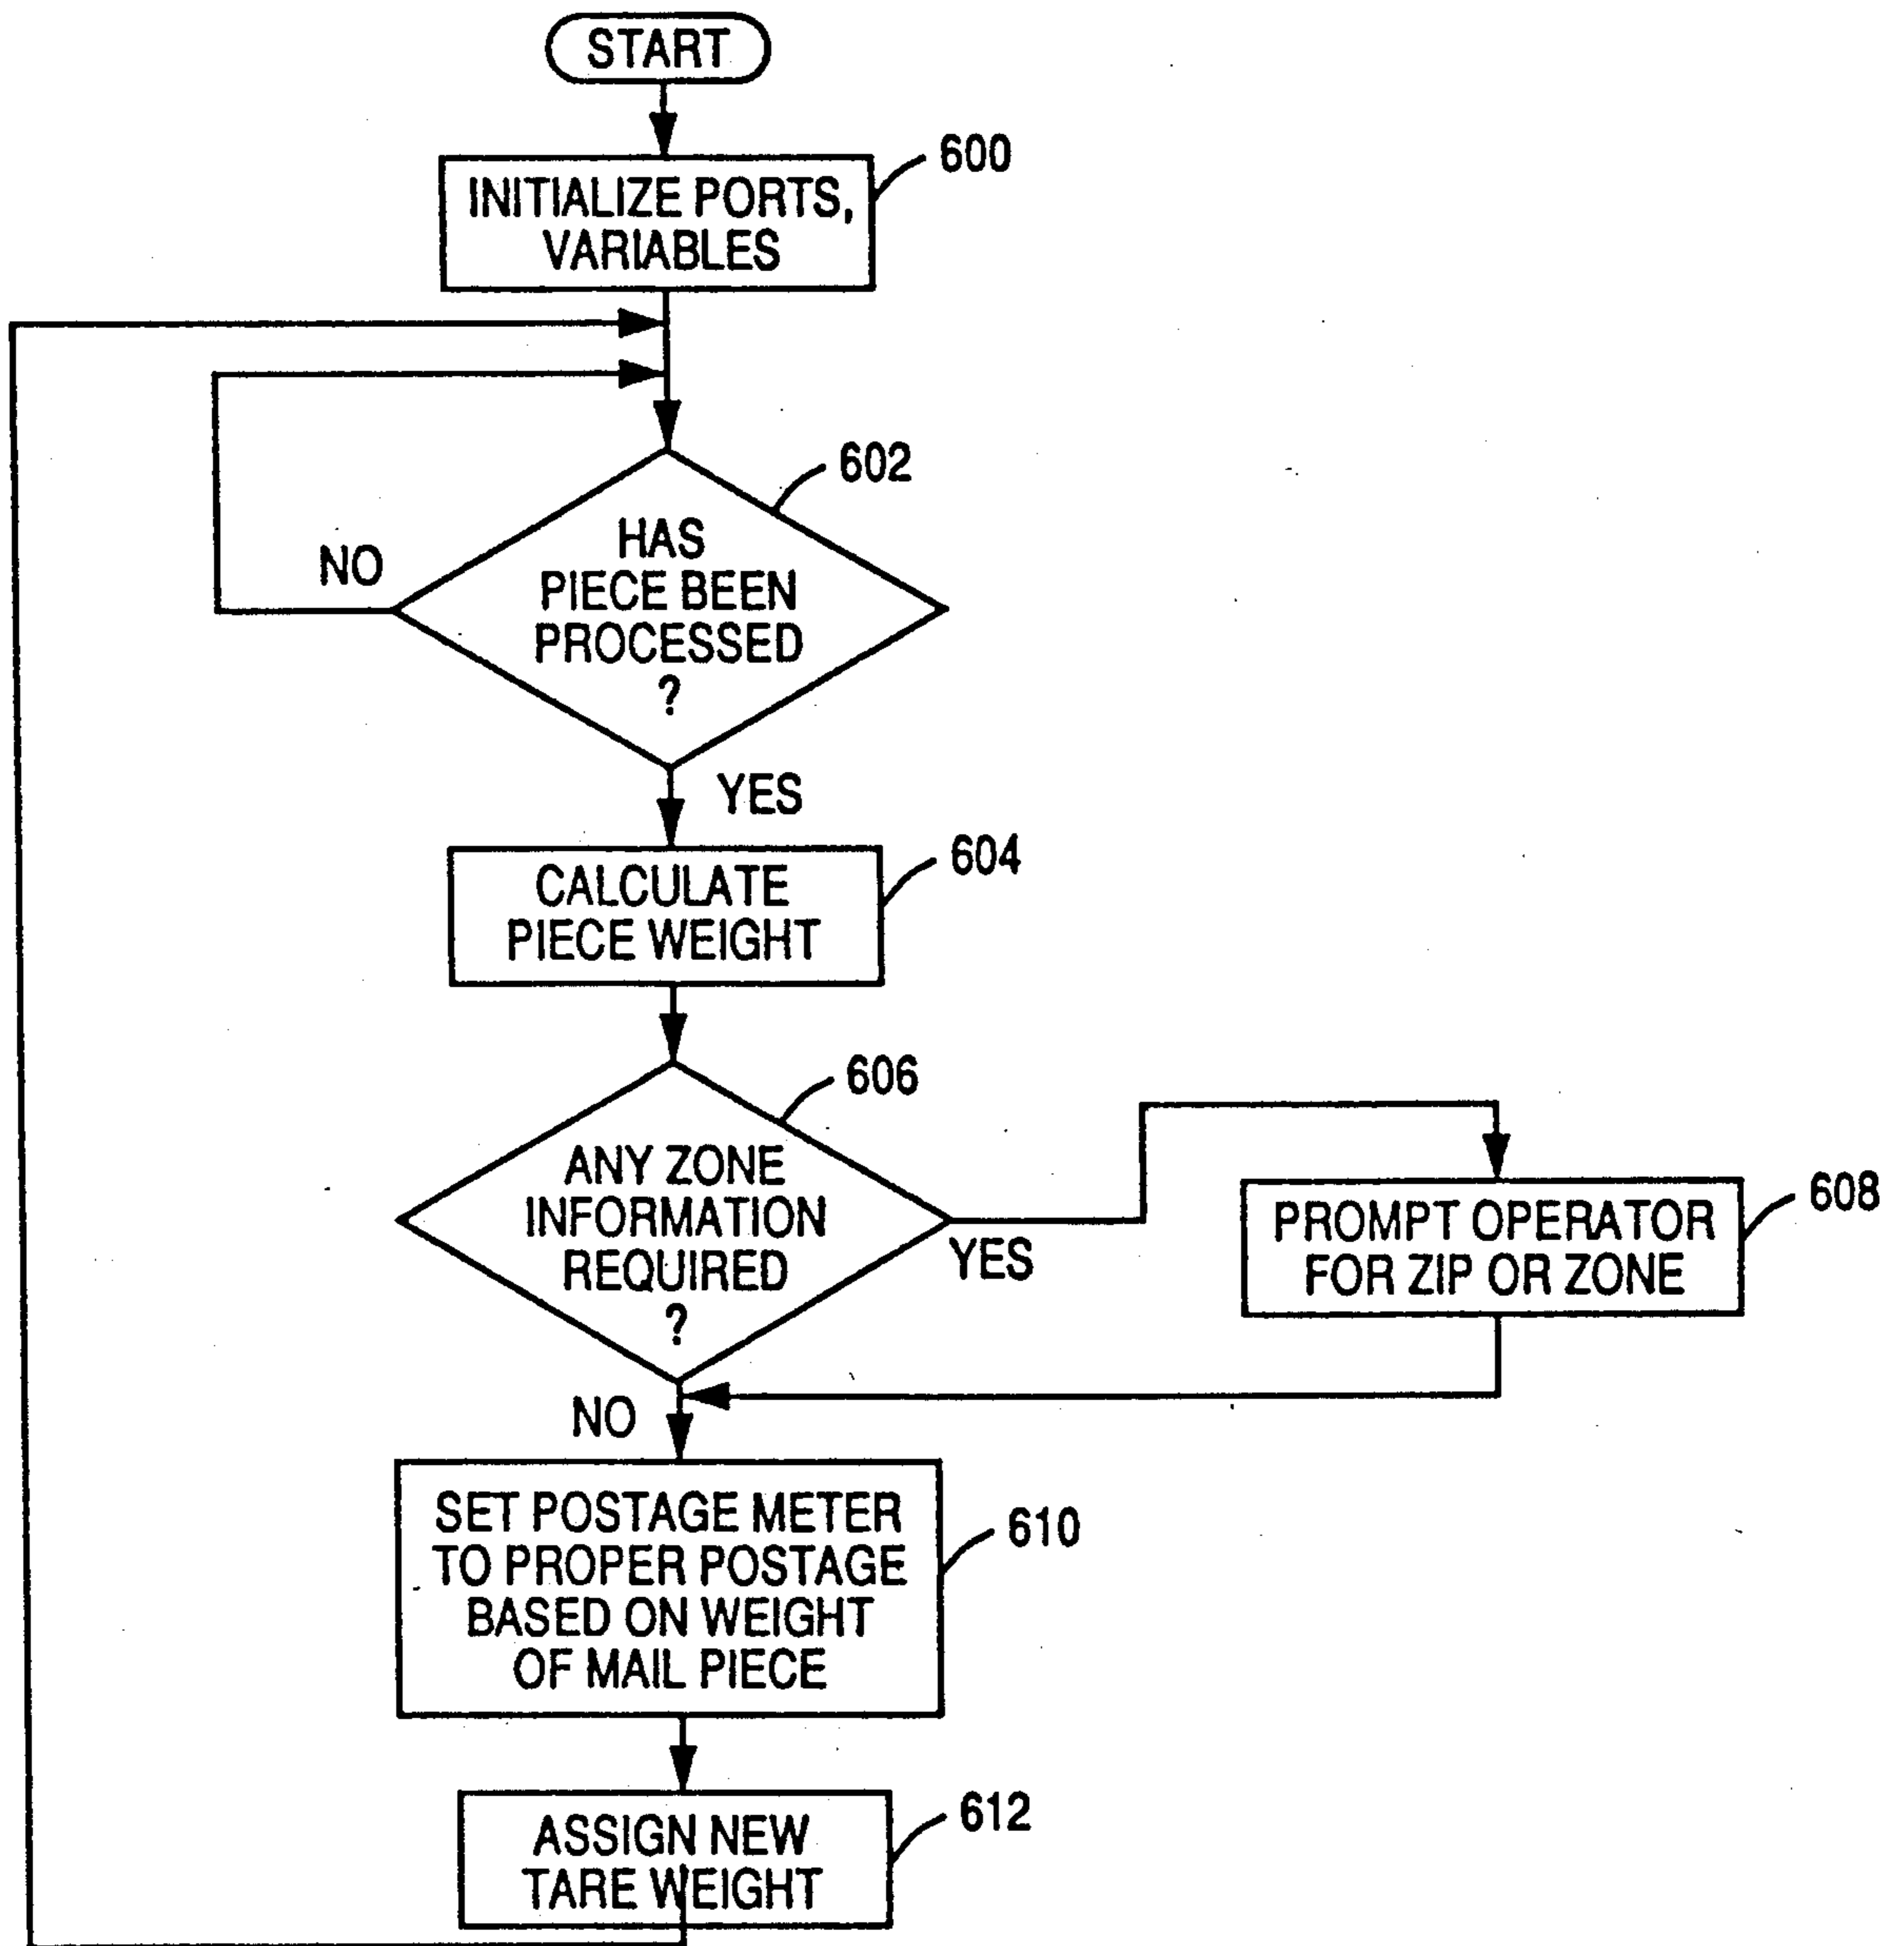 START
600
INITIALIZE PORTS,
VARIABLES
602
HAS
PIECE BEEN
PROCESSED
?
NO
YES
604
CALCULATE
PIECE WEIGHT
606
ANY ZONE
INFORMATION
REQUIRED
?
YES
608
PROMPT OPERATOR
FOR ZIP OR ZONE
NO
610
SET POSTAGE METER
TO PROPER POSTAGE
BASED ON WEIGHT
OF MAIL PIECE
612
ASSIGN NEW
TARE WEIGHT